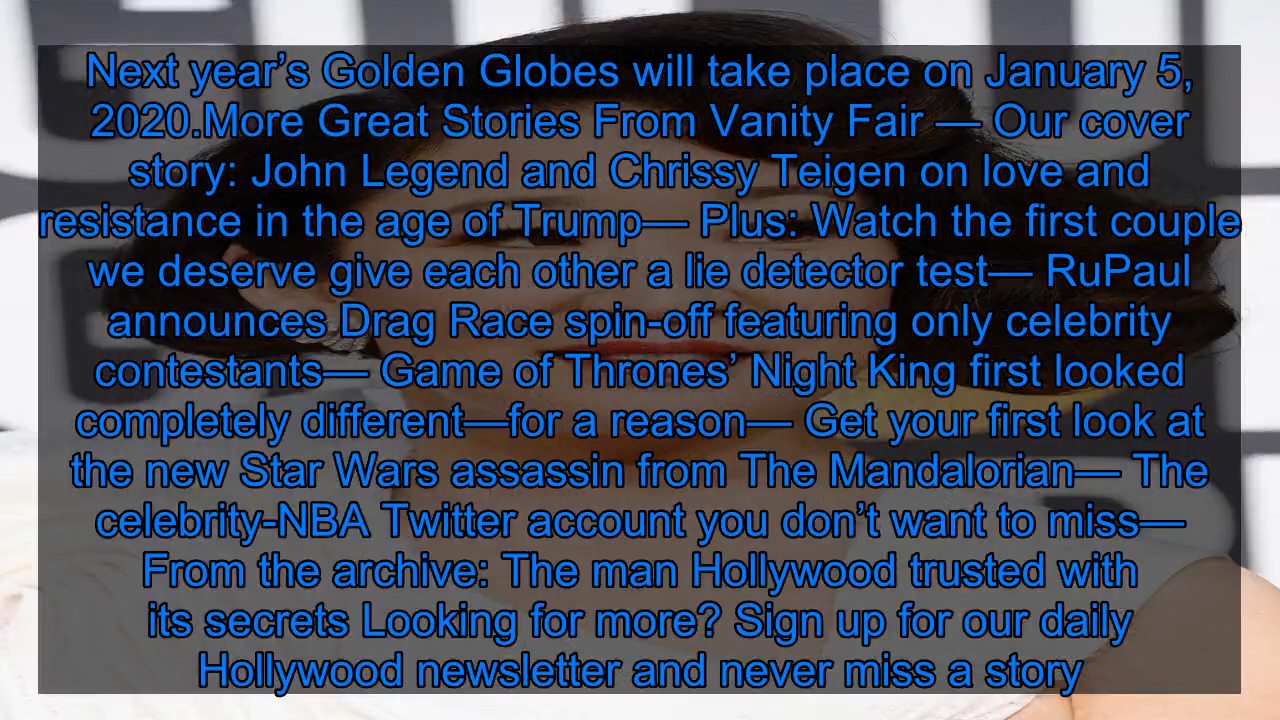 Next year’s Golden Globes will take place on January 5,
2020.More Great Stories From Vanity Fair — Our cover
story: John Legend and Chrissy Teigen on love and
resistance in the age of Trump— Plus: Watch the first couple
we deserve give each other a lie detector test— RuPaul
announces Drag Race spin-off featuring only celebrity
contestants— Game of Thrones’ Night King first looked
completely different—for a reason— Get your first look at
the new Star Wars assassin from The Mandalorian— The
celebrity-NBA Twitter account you don’t want to miss—
From the archive: The man Hollywood trusted with
its secrets Looking for more? Sign up for our daily
Hollywood newsletter and never miss a story